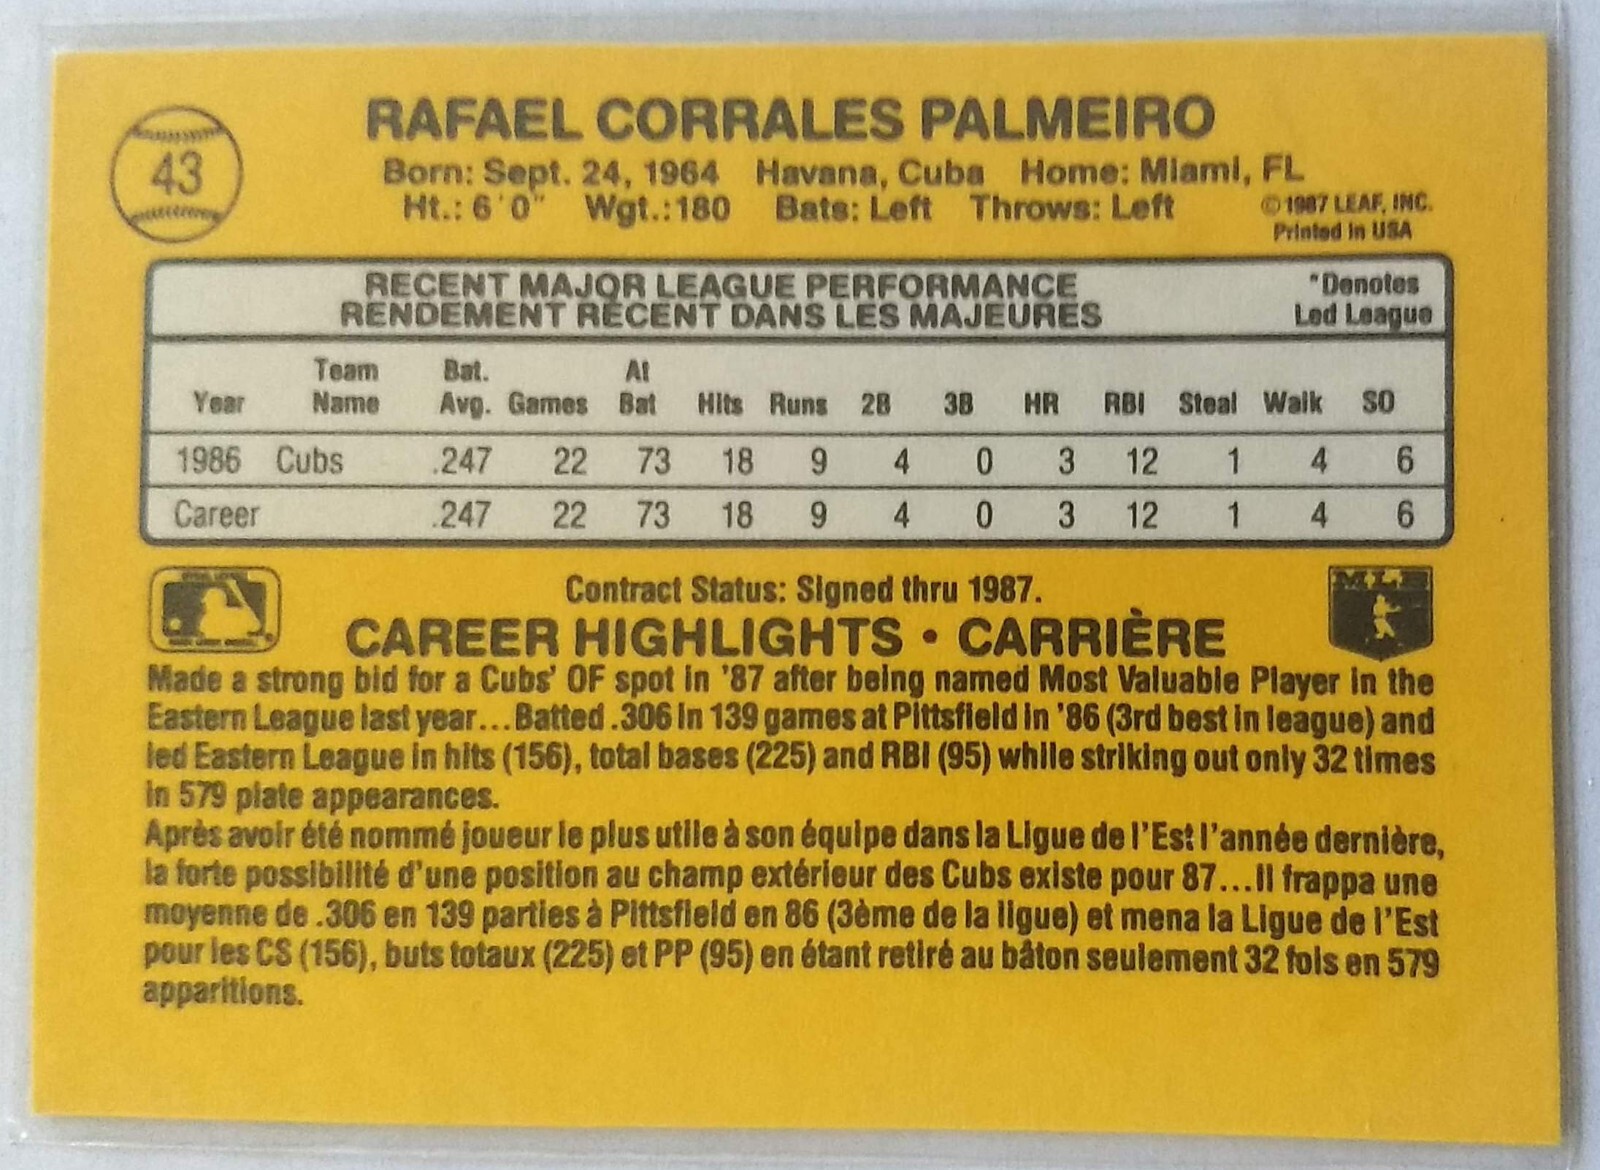 43
RAFAEL CORRALES PALMEIRO
Born: Sept. 24, 1964 Havana, Cuba Home: Miami, FL
Ht.: 6'0" Wgt.:180 Bats: Left Throws: Left
©1987 LEAF, INC.
Printed in USA
RECENT MAJOR LEAGUE PERFORMANCE
RENDEMENT RÉCENT DANS LES MAJEURES
*Denotes
Led League
Year Team Name Bat. Avg. Games At Bat Hits Runs 2B 3B HR RBI Steal Walk SO
1986 Cubs .247 22 73 18 9 4 0 3 12 1 4 6
Career .247 22 73 18 9 4 0 3 12 1 4 6
Contract Status: Signed thru 1987.
MLB
CAREER HIGHLIGHTS • CARRIÈRE
Made a strong bid for a Cubs' OF spot in '87 after being named Most Valuable Player in the
Eastern League last year...Batted .306 in 139 games at Pittsfield in '86 (3rd best in league) and
led Eastern League in hits (156), total bases (225) and RBI (95) while striking out only 32 times
in 579 plate appearances.
Après avoir été nommé joueur le plus utile à son équipe dans la Ligue de l'Est l'année dernière,
la forte possibilité d'une position au champ extérieur des Cubs existe pour 87...Il frappa une
moyenne de .306 en 139 parties à Pittsfield en 86 (3ème de la ligue) et mena la Ligue de l'Est
pour les CS (156), buts totaux (225) et PP (95) en étant retiré au bâton seulement 32 fois en 579
apparitions.